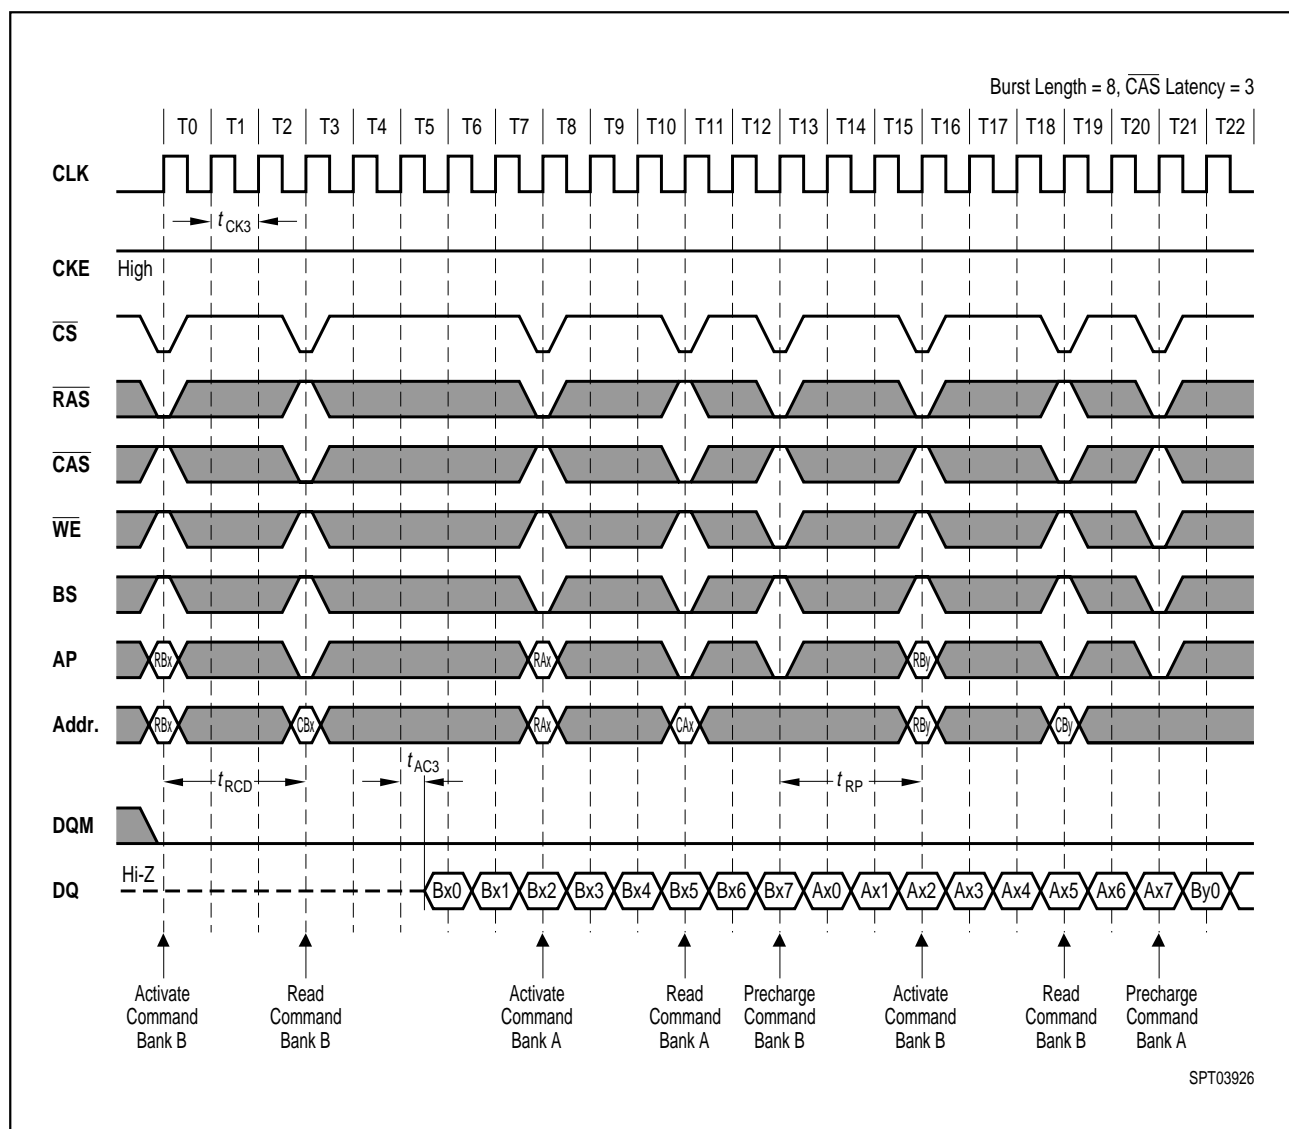 Burst Length = 8, CAS Latency = 3
T0 T1 T2 T3 T4 T5 T6 T7 T8 T9 T10 T11 T12 T13 T14 T15 T16 T17 T18 T19 T20 T21 T22
CLK
tCK3
CKE High
CS
RAS
CAS
WE
BS
AP RBx RAx RBy
Addr. RBx CBx RAx CAx RBy CBy
tRCD tAC3 tRP
DQM
DQ Hi-Z Bx0 Bx1 Bx2 Bx3 Bx4 Bx5 Bx6 Bx7 Ax0 Ax1 Ax2 Ax3 Ax4 Ax5 Ax6 Ax7 By0
Activate Command Bank B
Read Command Bank B
Activate Command Bank A
Read Command Bank A
Precharge Command Bank B
Activate Command Bank B
Read Command Bank B
Precharge Command Bank A
SPT03926